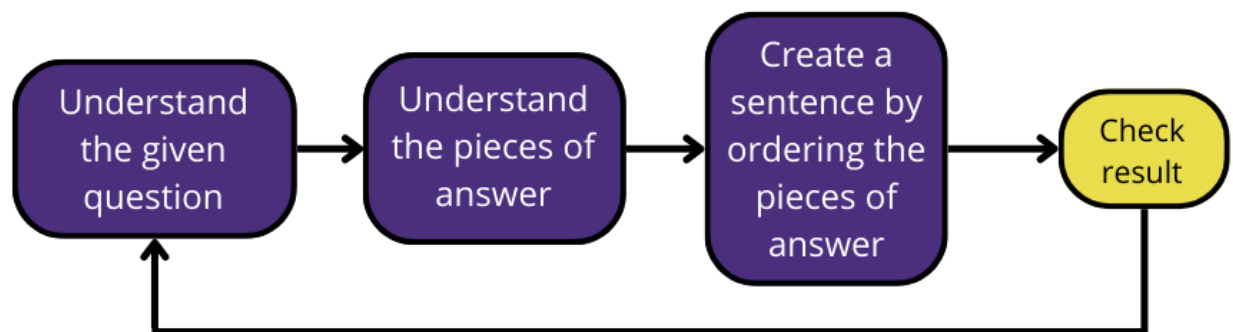 Understand
the given
question
Understand
the pieces of
answer
Create a
sentence by
ordering the
pieces of
answer
Check
result